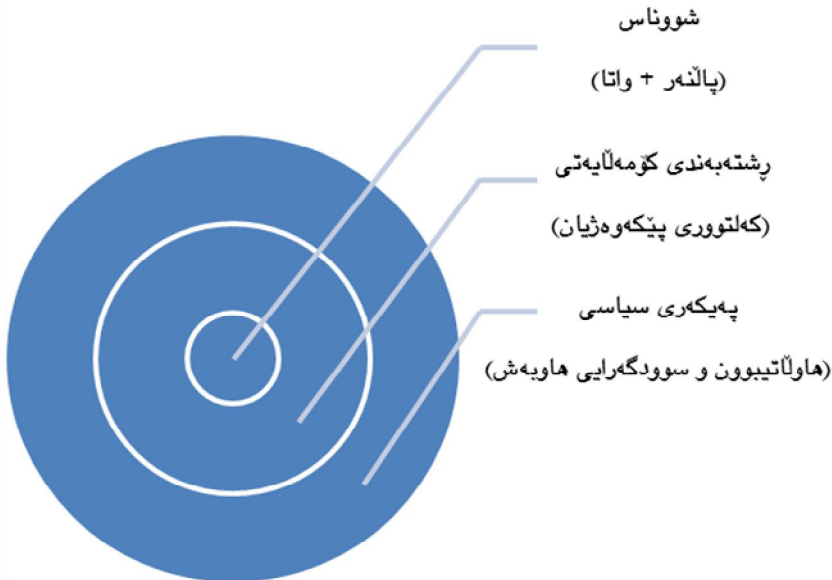 شووناس
(پاڵنەر + واتا)
ڕشتەبەندی کۆمەڵایەتی
(کەلتووری پێکەوەژیان)
پەیکەری سیاسی
(هاوڵاتیبوون و سوودگەرایی هاوبەش)